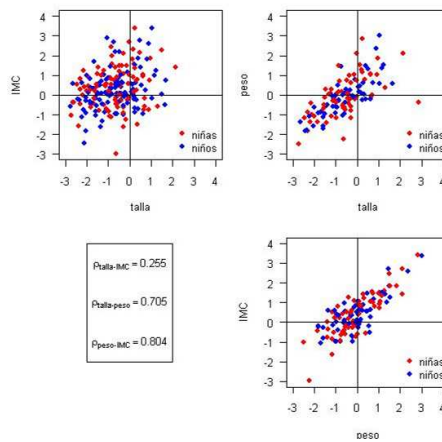 4
3
2
1
0
-1
-2
-3
IMC
niñas
niños
-3 -2 -1 0 1 2 3 4
talla
4
3
2
1
0
-1
-2
-3
peso
niñas
niños
-3 -2 -1 0 1 2 3 4
talla
ρtalla-IMC = 0.255
ρtalla-peso = 0.705
ρpeso-IMC = 0.804
4
3
2
1
0
-1
-2
-3
IMC
niñas
niños
-3 -2 -1 0 1 2 3 4
peso